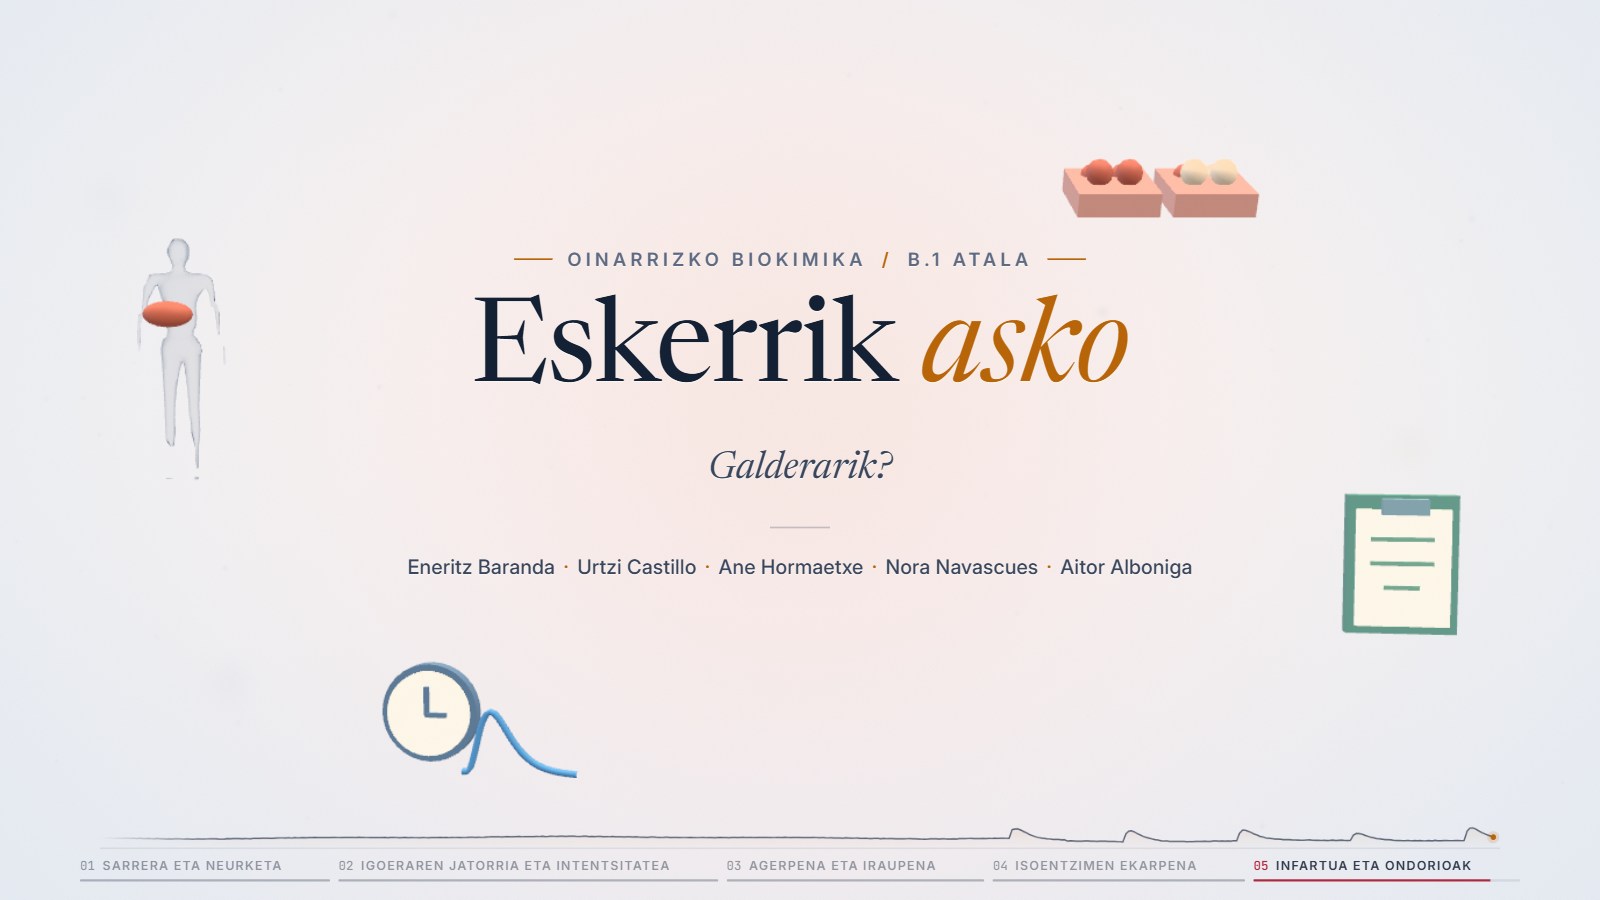 OINARRIZKO BIOKIMIKA / B.1 ATALA
Eskerrik asko
Galderarik?
Eneritz Baranda · Urtzi Castillo · Ane Hormaetxe · Nora Navascues · Aitor Alboniga
01 SARRERA ETA NEURKETA
02 IGOERAREN JATORRIA ETA INTENTSITATEA
03 AGERPENA ETA IRAUPENA
04 ISOENTZIMEN EKARPENA
05 INFARTUA ETA ONDORIOAK